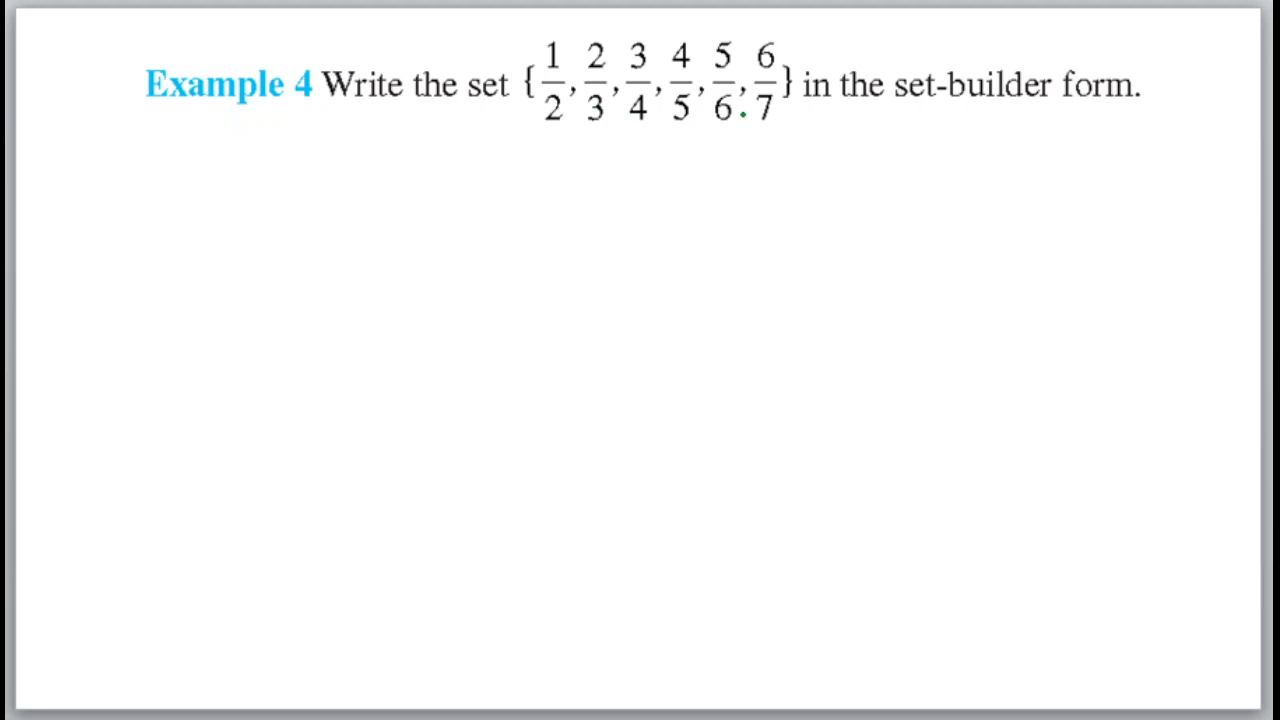 Example 4 Write the set {1/2, 2/3, 3/4, 4/5, 5/6, 6/7} in the set-builder form.